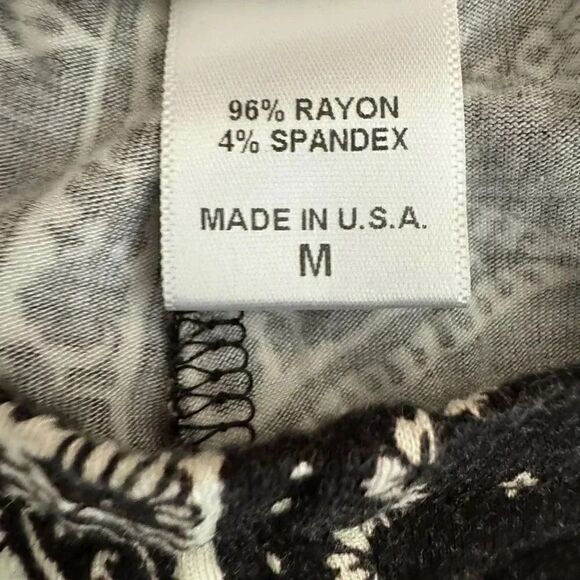 96% RAYON
4% SPANDEX
MADE IN U.S.A.
M